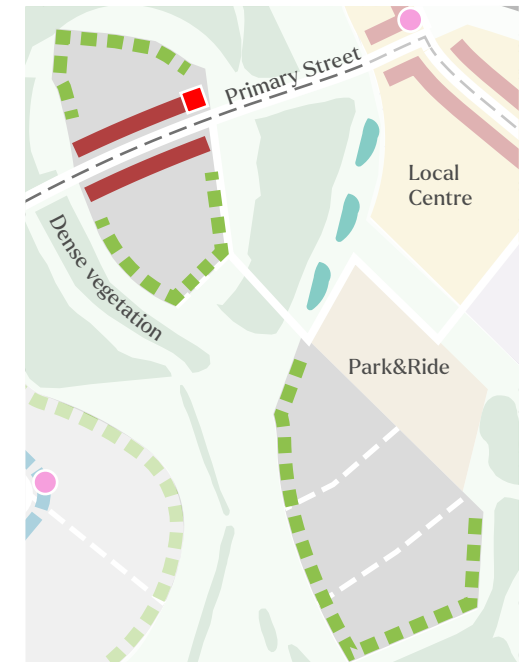 Primary Street
Local
Centre
Dense vegetation
Park&Ride